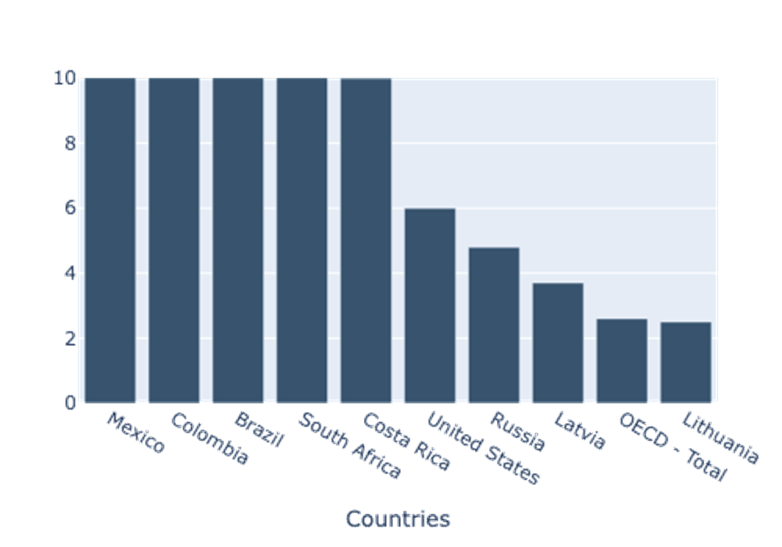 10
8
6
4
2
0
Mexico
Colombia
Brazil
South Africa
Costa Rica
United States
Russia
Latvia
OECD - Total
Lithuania
Countries